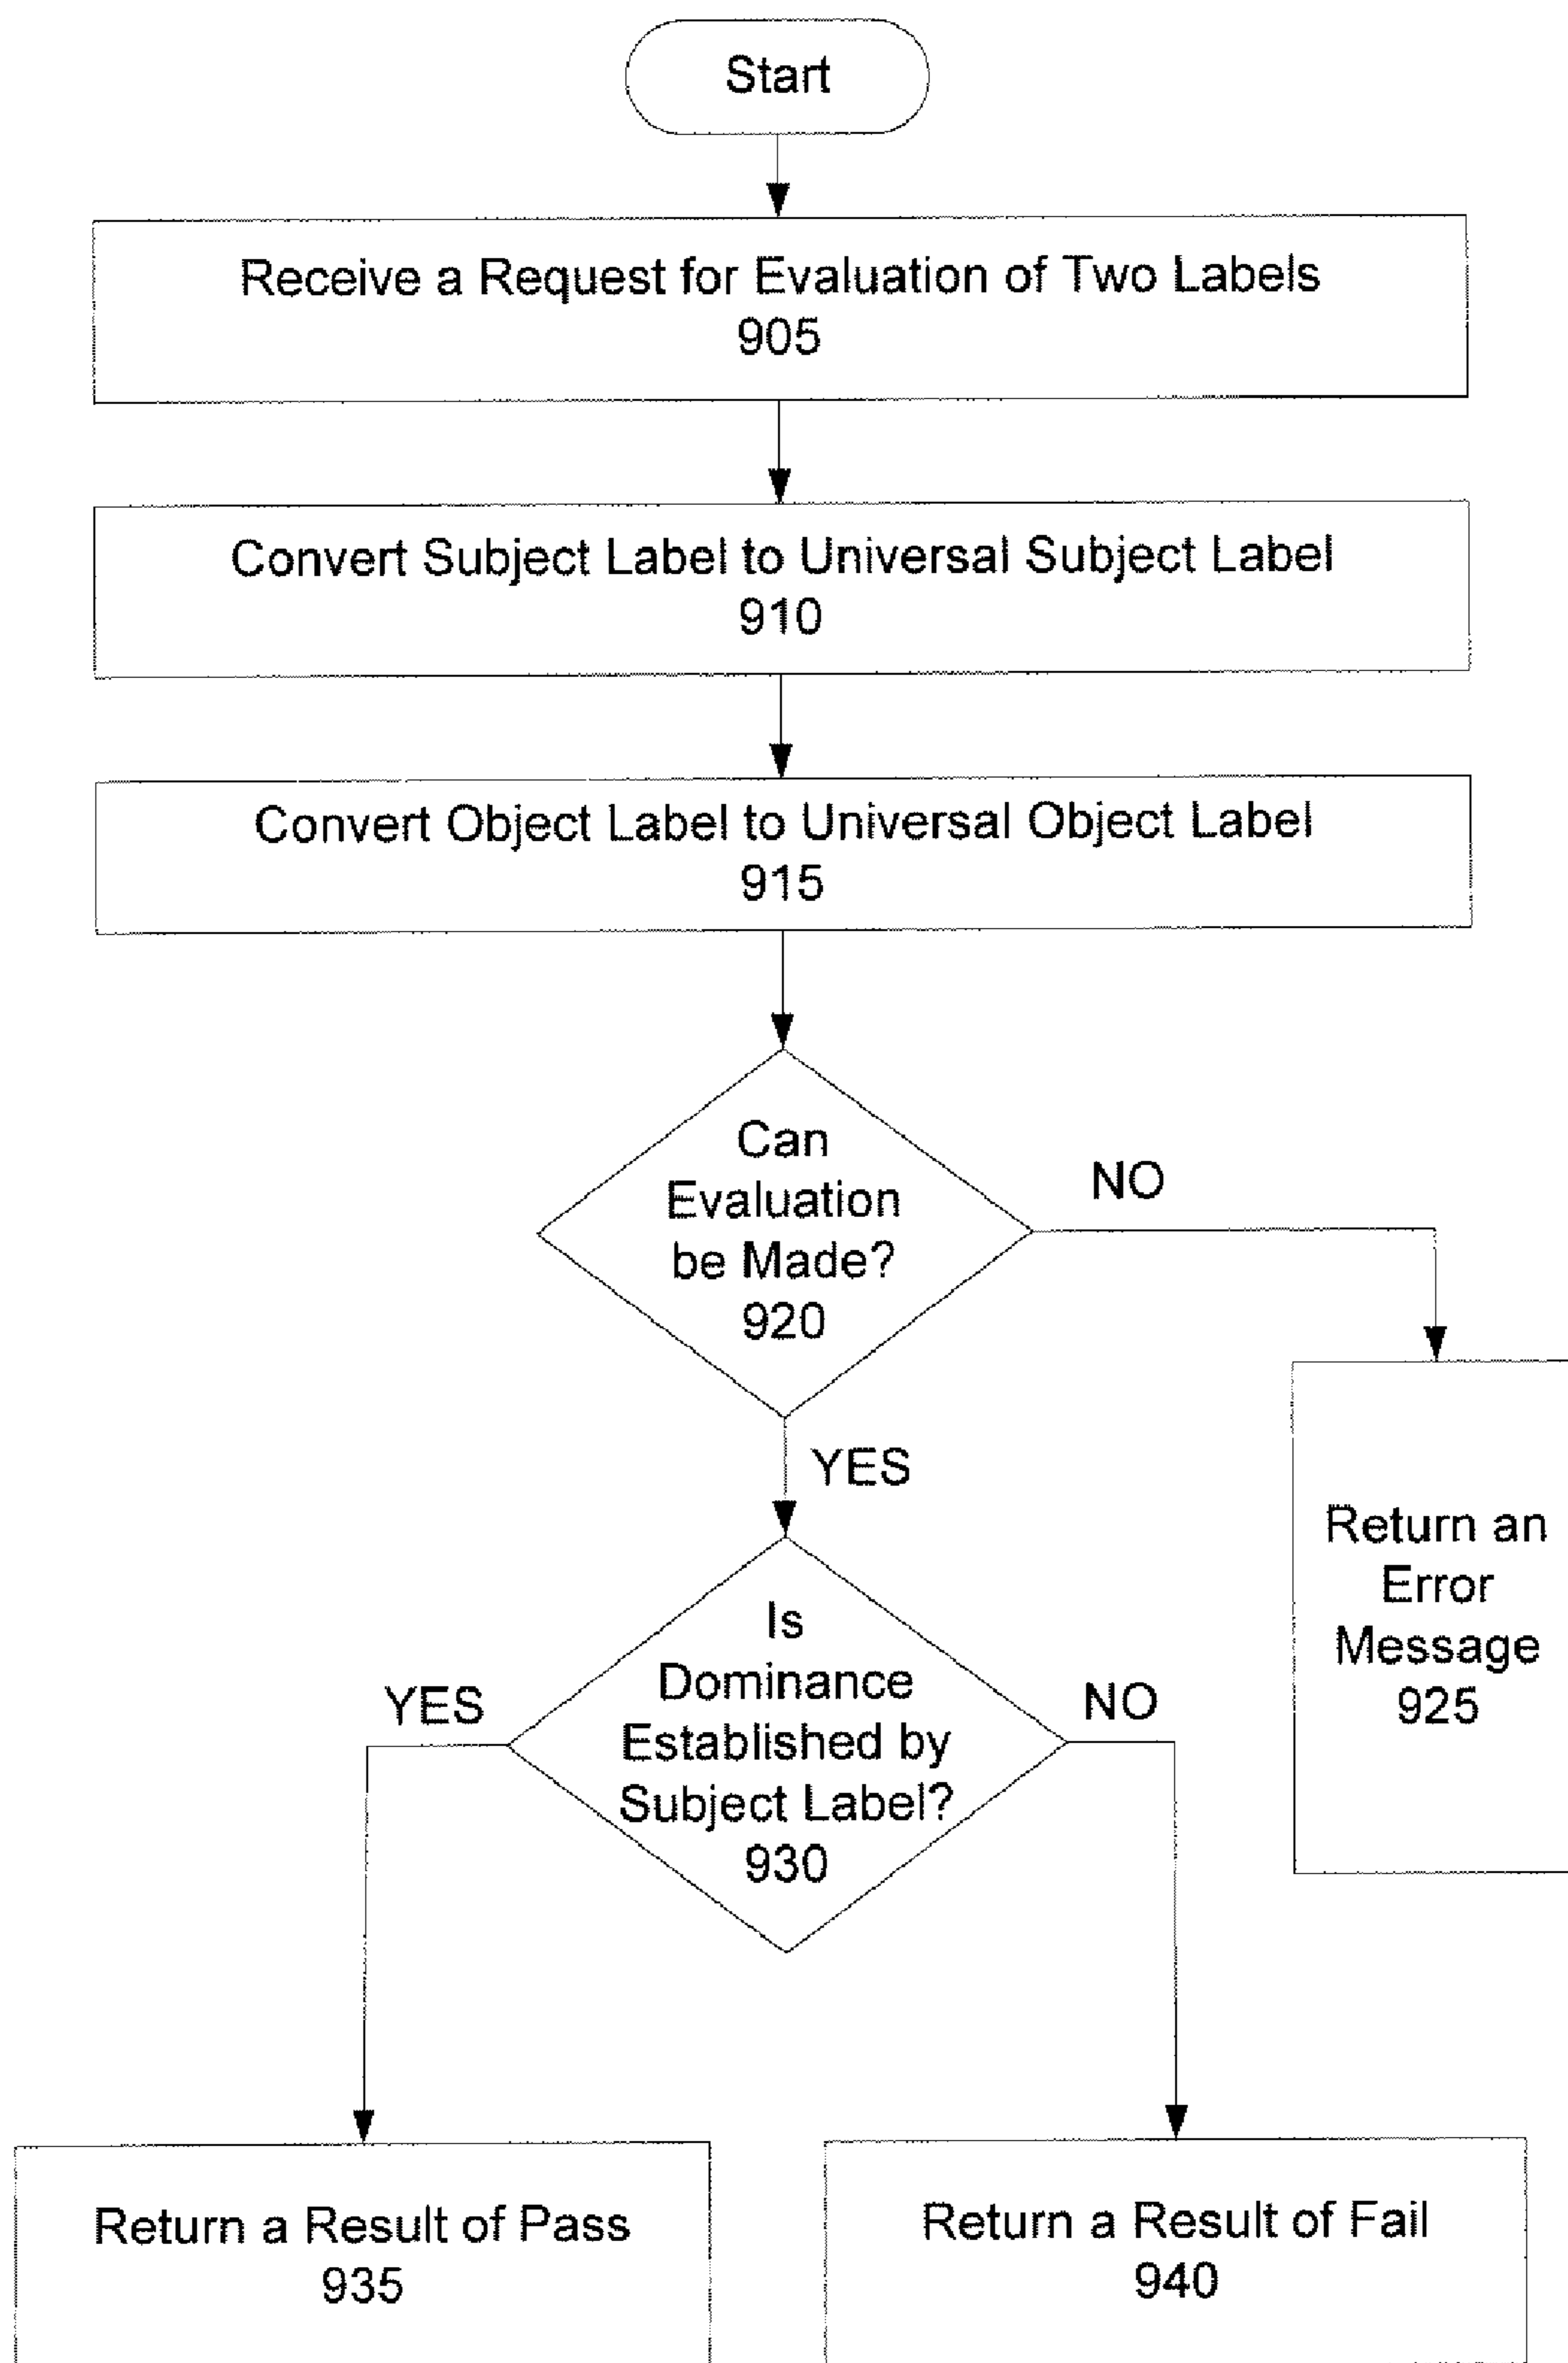 Start
Receive a Request for Evaluation of Two Labels
905
Convert Subject Label to Universal Subject Label
910
Convert Object Label to Universal Object Label
915
Can
Evaluation
be Made?
920
NO
YES
Return an
Error
Message
925
Is
Dominance
Established by
Subject Label?
930
YES
NO
Return a Result of Pass
935
Return a Result of Fail
940